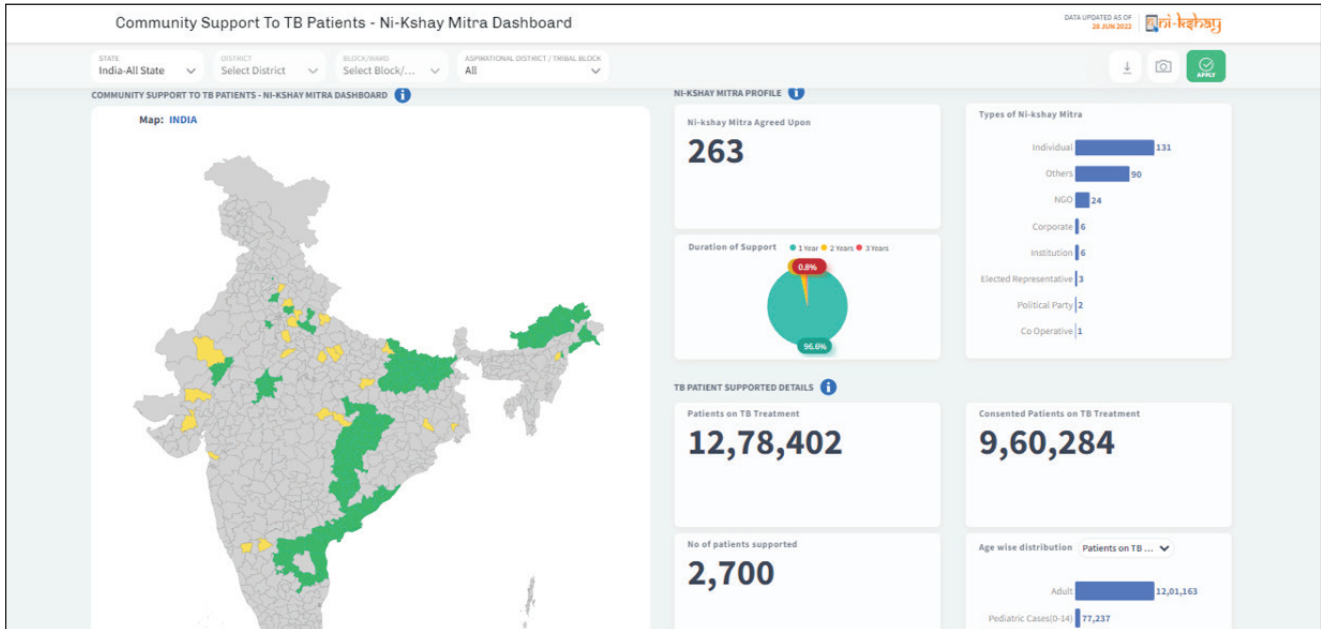 Community Support To TB Patients - Ni-Kshay Mitra Dashboard
DATA UPDATED AS OF
28 JUN 2022
ni-kshay
STATE
India-All State
DISTRICT
Select District
BLOCK/WARD
Select Block/...
ASPIRATIONAL DISTRICT / TRIBAL BLOCK
All
APPLY
COMMUNITY SUPPORT TO TB PATIENTS - NI-KSHAY MITRA DASHBOARD
Map: INDIA
NI-KSHAY MITRA PROFILE
Ni-kshay Mitra Agreed Upon
263
Duration of Support
1 Year 2 Years 3 Years
0.8%
96.6%
Types of Ni-kshay Mitra
Individual 131
Others 90
NGO 24
Corporate 6
Institution 6
Elected Representative 3
Political Party 2
Co Operative 1
TB PATIENT SUPPORTED DETAILS
Patients on TB Treatment
12,78,402
Consented Patients on TB Treatment
9,60,284
No of patients supported
2,700
Age wise distribution
Patients on TB ...
Adult 12,01,163
Pediatric Cases(0-14) 77,237